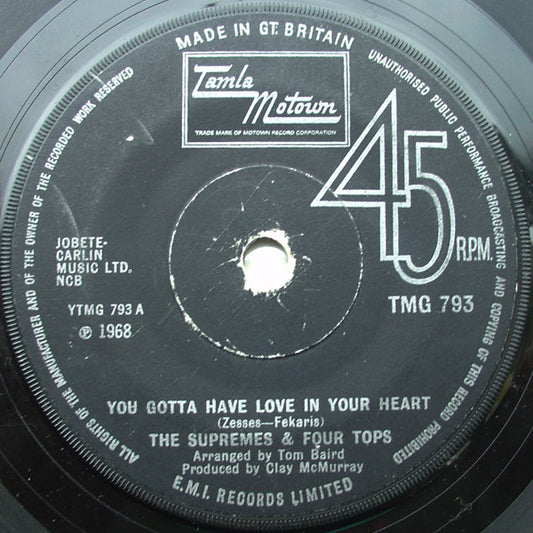 MADE IN GT. BRITAIN
UNAUTHORISED PUBLIC PERFORMANCE BROADCASTING AND COPYING OF THIS RECORD PROHIBITED
ALL RIGHTS OF THE MANUFACTURER AND OF THE OWNER OF THE RECORDED WORK RESERVED
Tamla
Motown
TRADE MARK OF MOTOWN RECORD CORPORATION
45
R.P.M.
JOBETE-
CARLIN
MUSIC LTD.
NCB
YTMG 793 A
℗ 1968
TMG 793
YOU GOTTA HAVE LOVE IN YOUR HEART
(Zesses—Fekaris)
THE SUPREMES & FOUR TOPS
Arranged by Tom Baird
Produced by Clay McMurray
E.M.I. RECORDS LIMITED